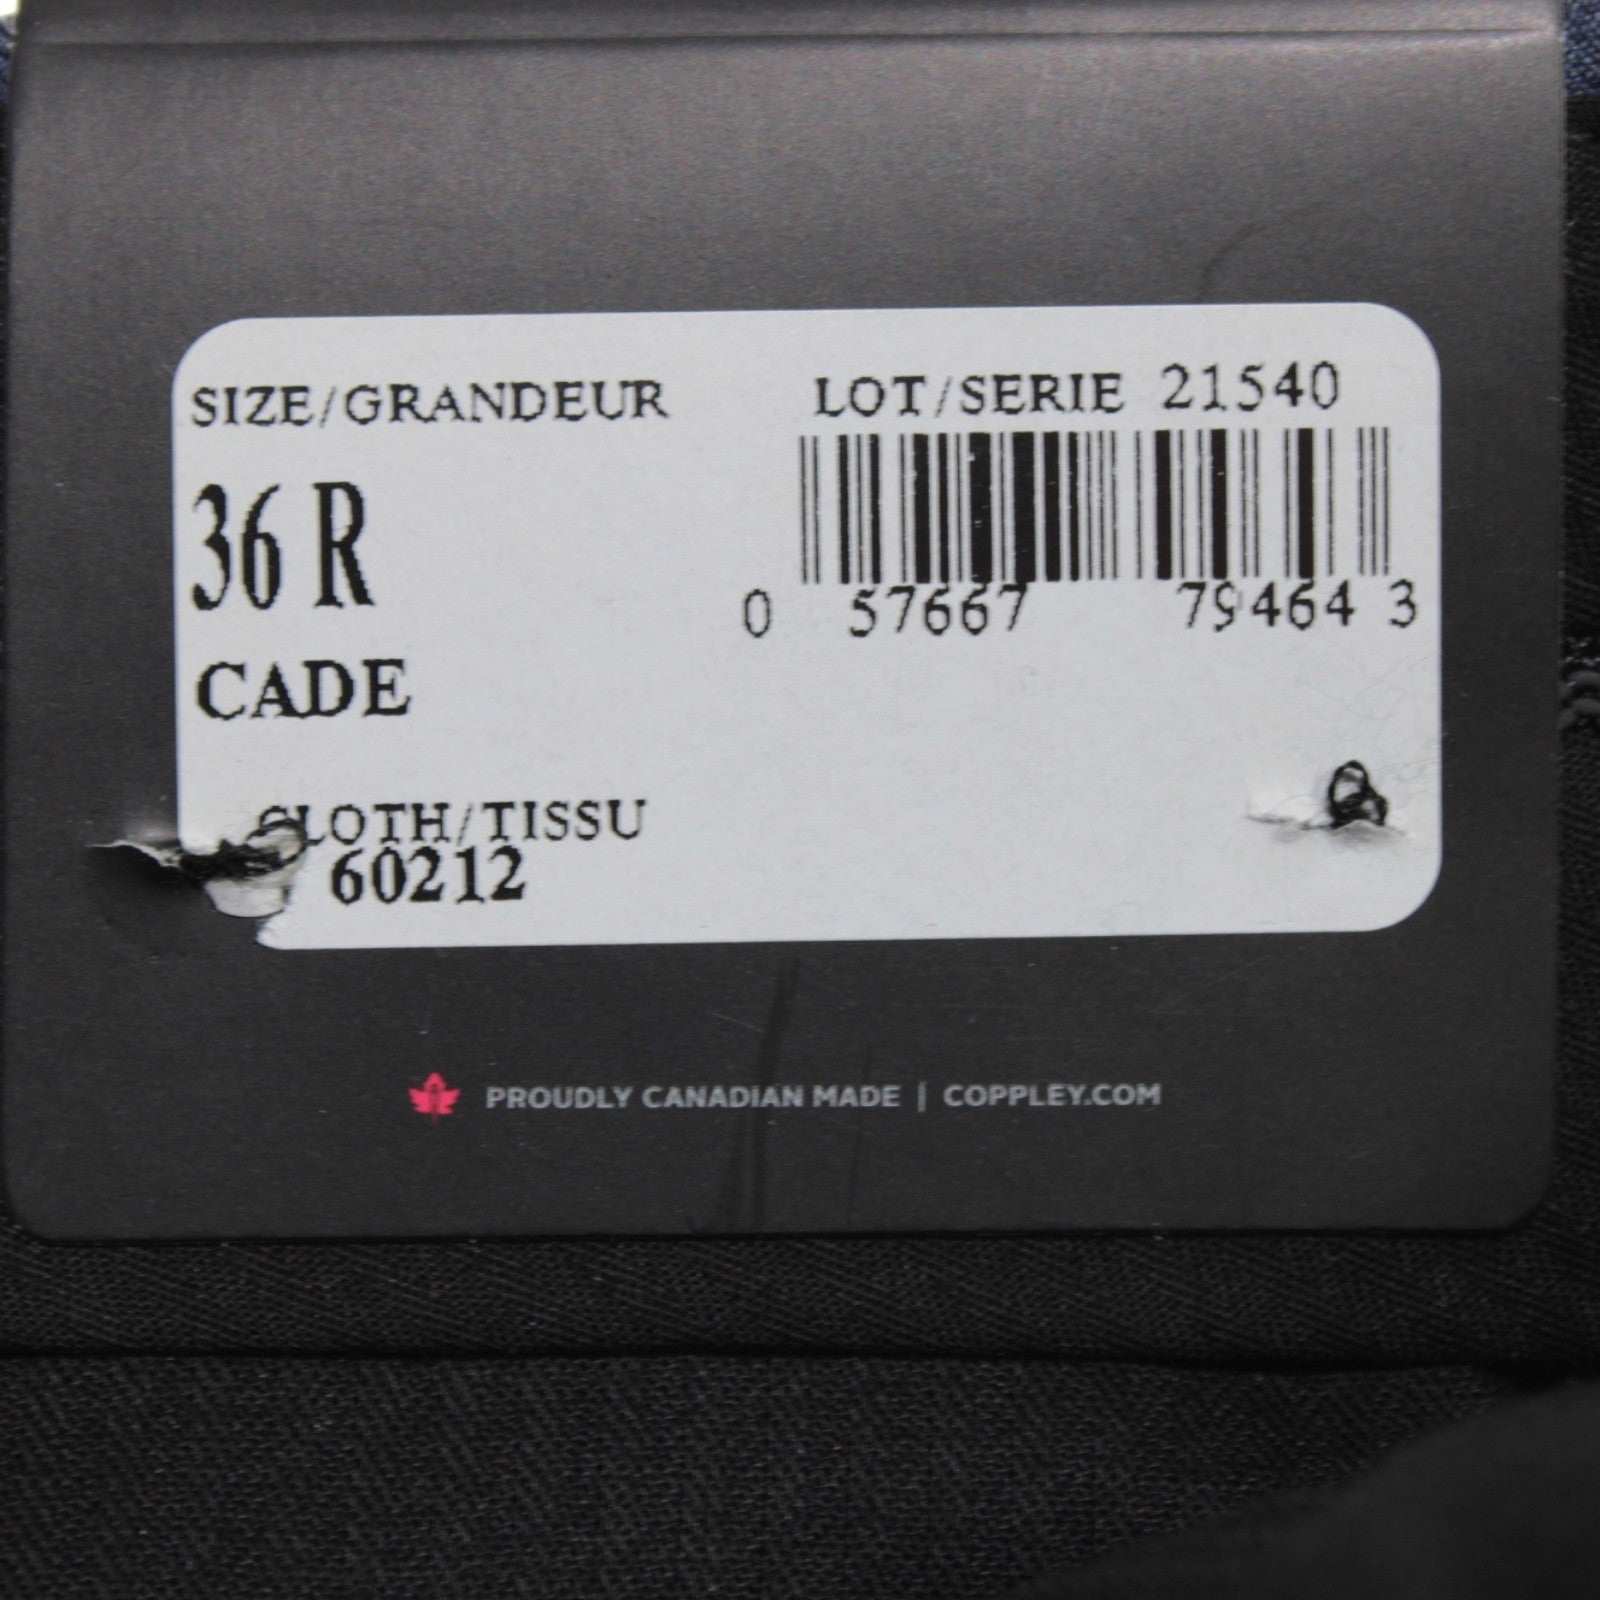 SIZE/GRANDEUR
LOT/SERIE 21540
36 R
0 57667 79464 3
CADE
CLOTH/TISSU
60212
PROUDLY CANADIAN MADE | COPPLEY.COM